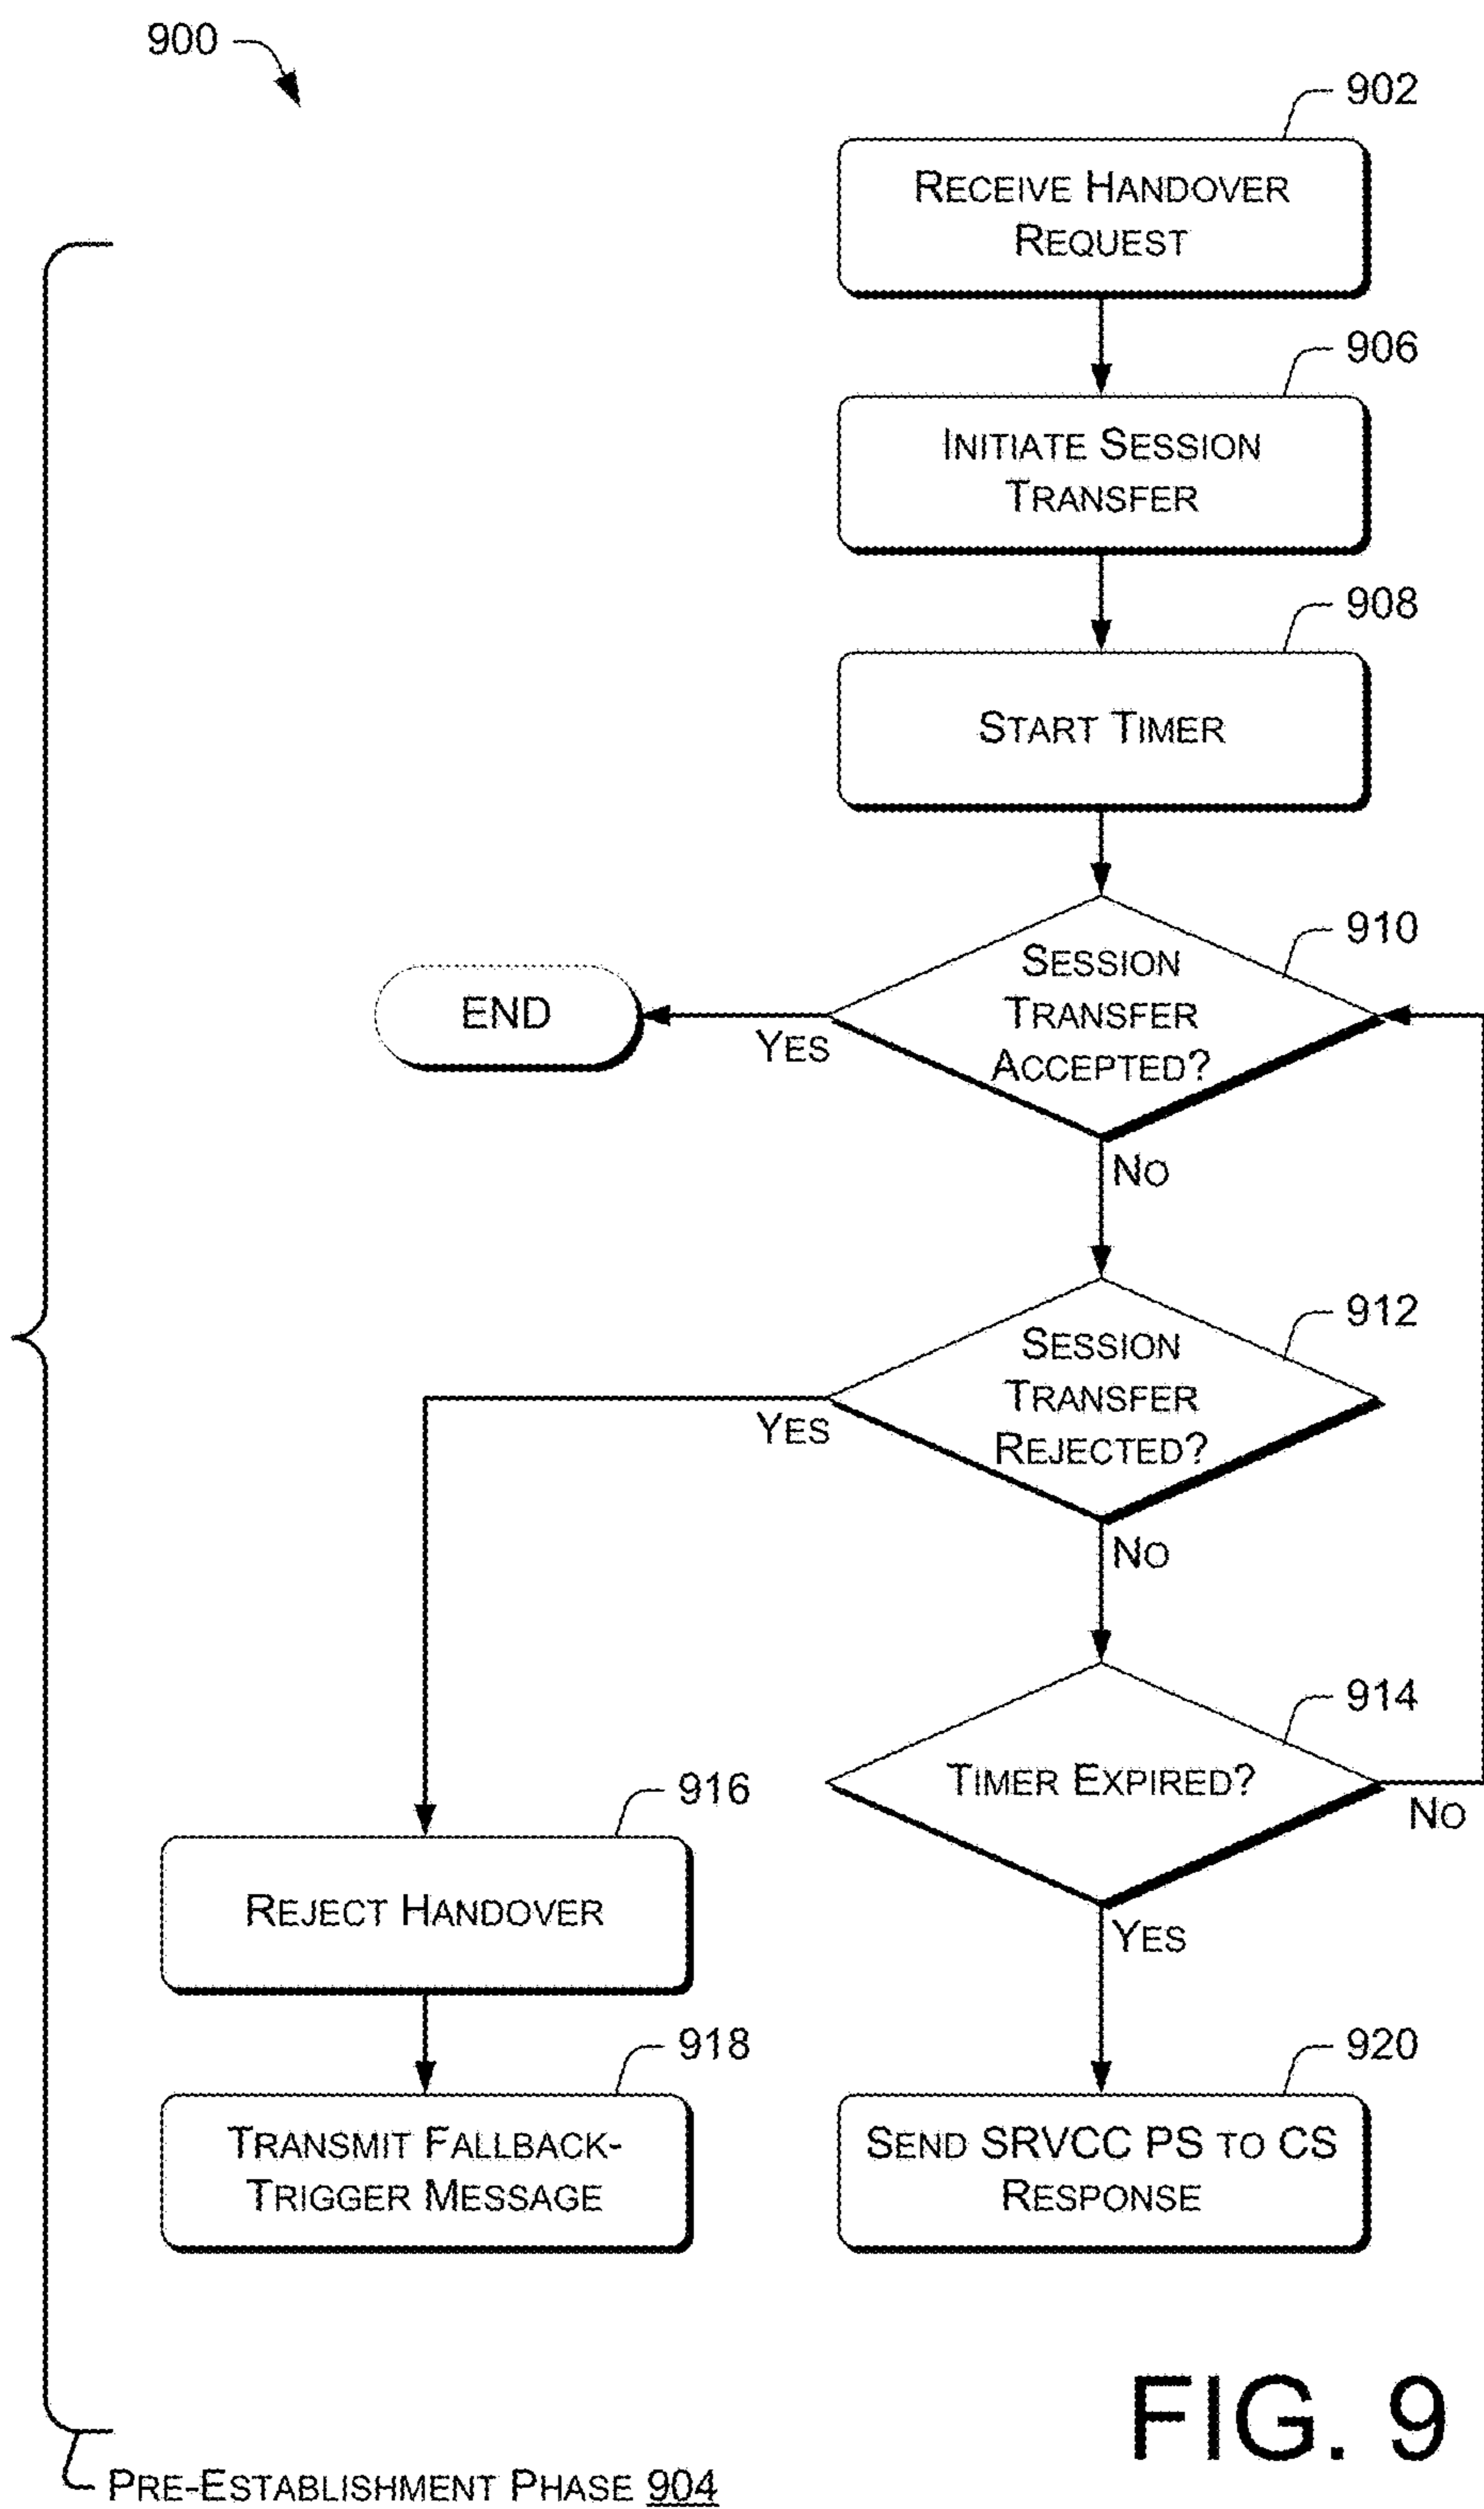 900
902
RECEIVE HANDOVER
REQUEST
906
INITIATE SESSION
TRANSFER
908
START TIMER
910
SESSION
TRANSFER
ACCEPTED?
END
YES
NO
912
SESSION
TRANSFER
REJECTED?
YES
NO
914
TIMER EXPIRED?
NO
YES
916
REJECT HANDOVER
918
TRANSMIT FALLBACK-
TRIGGER MESSAGE
920
SEND SRVCC PS TO CS
RESPONSE
PRE-ESTABLISHMENT PHASE 904
FIG. 9